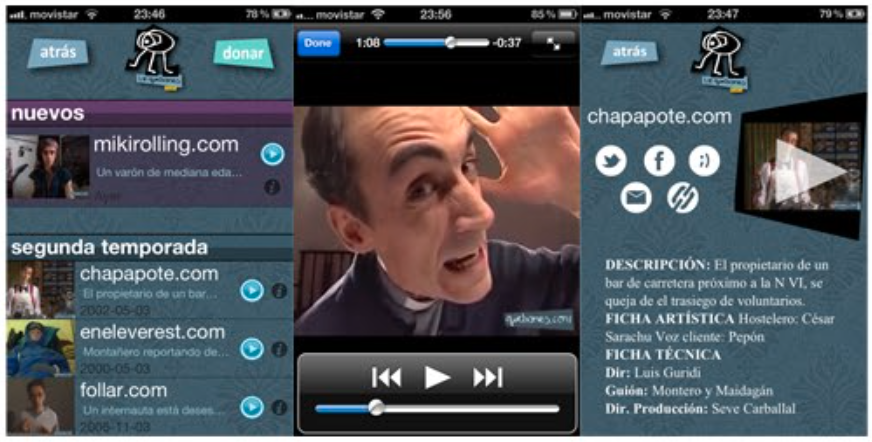 movistar 23:46 78 %
atrás
donar
qiebones
nuevos
mikirolling.com
Un varón de mediana eda...
Ayer
segunda temporada
chapapote.com
El propietario de un bar...
2002-05-03
eneleverest.com
Montañero reportando de...
2000-05-03
follar.com
Un internauta está deses...
2005-11-03
movistar 23:56 85 %
Done
1:08
-0:37
movistar 23:47 79 %
atrás
chapapote.com
DESCRIPCIÓN: El propietario de un
bar de carretera próximo a la N VI, se
queja de el trasiego de voluntarios.
FICHA ARTÍSTICA Hostelero: César
Sarachu Voz cliente: Pepón
FICHA TÉCNICA
Dir: Luis Guridi
Guión: Montero y Maidagán
Dir. Producción: Seve Carballal